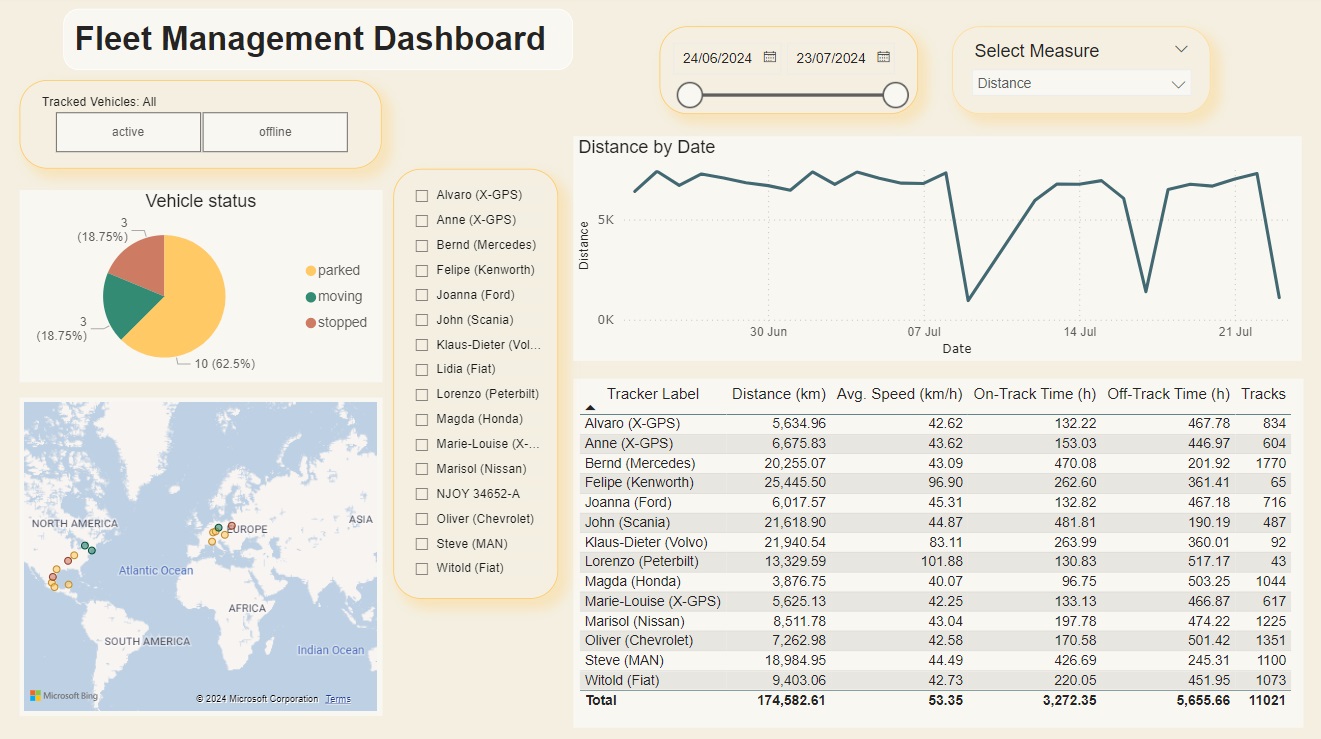 Fleet Management Dashboard
24/06/2024 23/07/2024
Select Measure
Distance
Tracked Vehicles: All
active offline
Vehicle status
3
(18.75%)
3
(18.75%)
10 (62.5%)
parked
moving
stopped
Alvaro (X-GPS)
Anne (X-GPS)
Bernd (Mercedes)
Felipe (Kenworth)
Joanna (Ford)
John (Scania)
Klaus-Dieter (Vol...
Lidia (Fiat)
Lorenzo (Peterbilt)
Magda (Honda)
Marie-Louise (X-...
Marisol (Nissan)
NJOY 34652-A
Oliver (Chevrolet)
Steve (MAN)
Witold (Fiat)
Distance by Date
Distance
5K
0K
30 Jun 07 Jul 14 Jul 21 Jul
Date
NORTH AMERICA
EUROPE
ASIA
Atlantic Ocean
AFRICA
SOUTH AMERICA
Indian Ocean
Microsoft Bing
© 2024 Microsoft Corporation Terms
Tracker Label Distance (km) Avg. Speed (km/h) On-Track Time (h) Off-Track Time (h) Tracks
Alvaro (X-GPS) 5,634.96 42.62 132.22 467.78 834
Anne (X-GPS) 6,675.83 43.62 153.03 446.97 604
Bernd (Mercedes) 20,255.07 43.09 470.08 201.92 1770
Felipe (Kenworth) 25,445.50 96.90 262.60 361.41 65
Joanna (Ford) 6,017.57 45.31 132.82 467.18 716
John (Scania) 21,618.90 44.87 481.81 190.19 487
Klaus-Dieter (Volvo) 21,940.54 83.11 263.99 360.01 92
Lorenzo (Peterbilt) 13,329.59 101.88 130.83 517.17 43
Magda (Honda) 3,876.75 40.07 96.75 503.25 1044
Marie-Louise (X-GPS) 5,625.13 42.25 133.13 466.87 617
Marisol (Nissan) 8,511.78 43.04 197.78 474.22 1225
Oliver (Chevrolet) 7,262.98 42.58 170.58 501.42 1351
Steve (MAN) 18,984.95 44.49 426.69 245.31 1100
Witold (Fiat) 9,403.06 42.73 220.05 451.95 1073
Total 174,582.61 53.35 3,272.35 5,655.66 11021